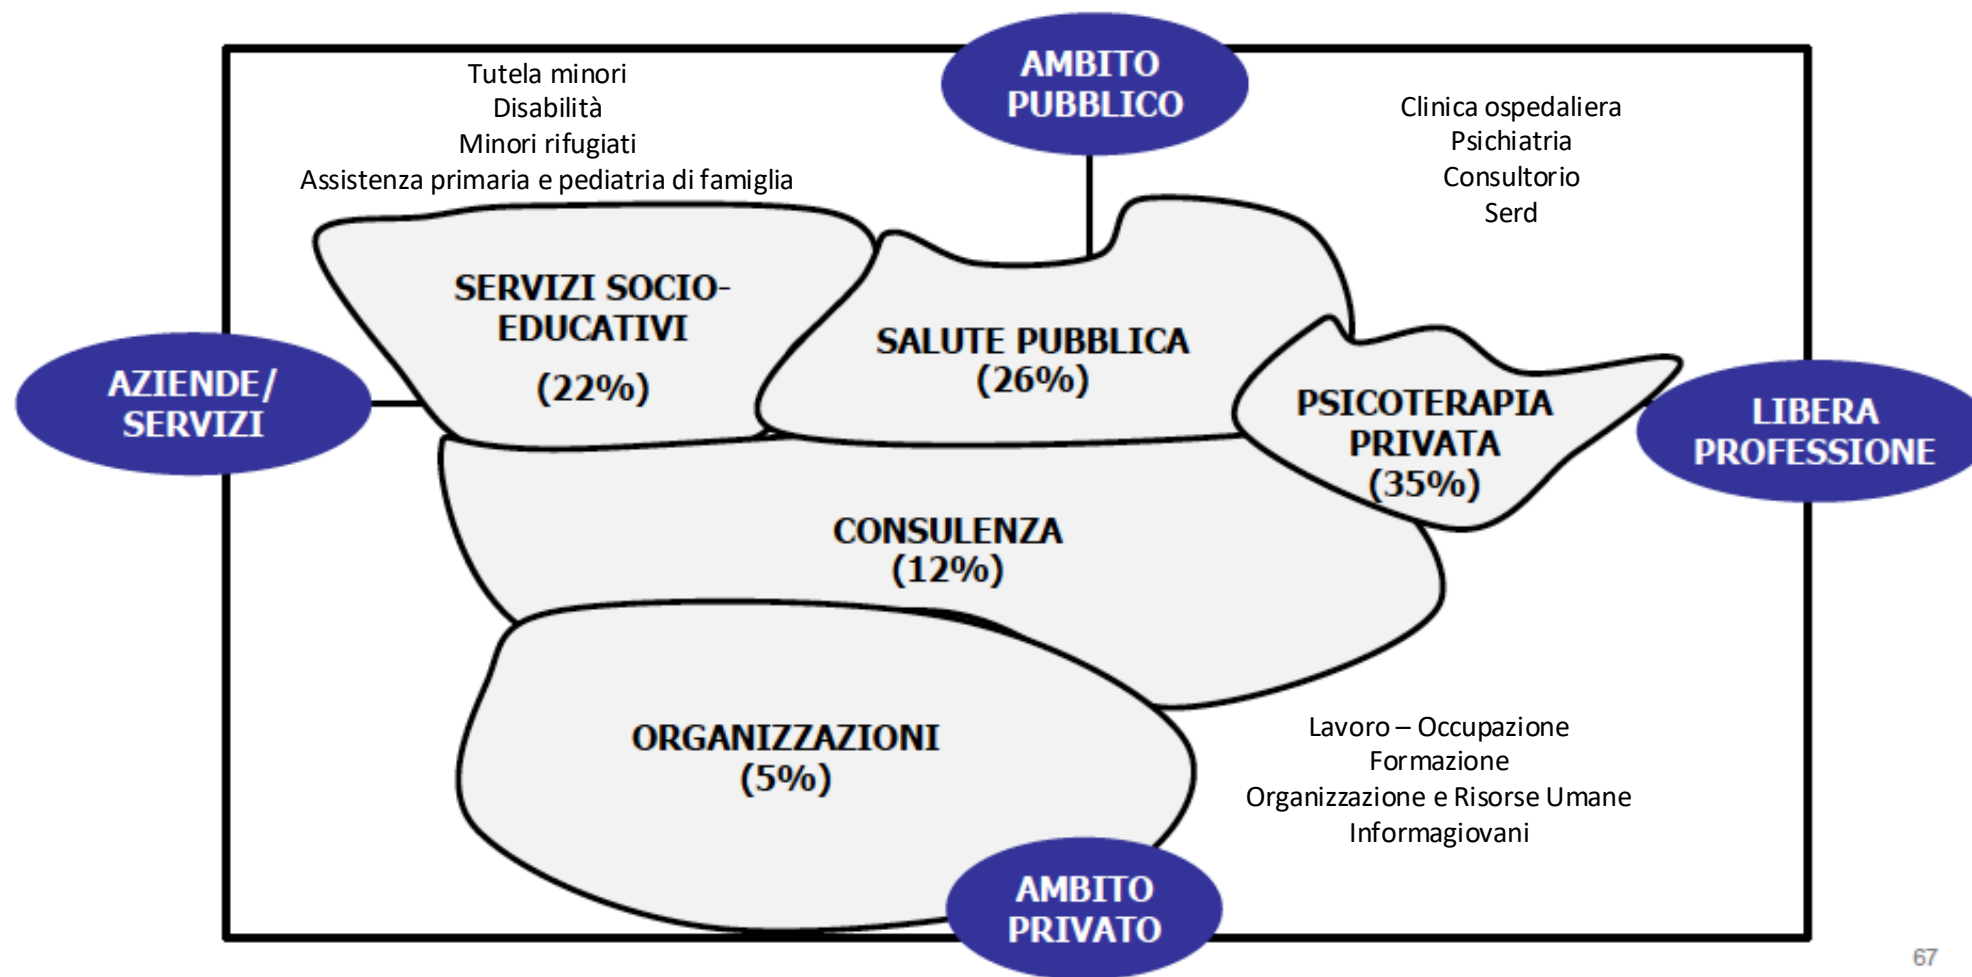 AMBITO
PUBBLICO
Tutela minori
Disabilità
Minori rifugiati
Assistenza primaria e pediatria di famiglia
Clinica ospedaliera
Psichiatria
Consultorio
Serd
SERVIZI SOCIO-
EDUCATIVI
(22%)
SALUTE PUBBLICA
(26%)
AZIENDE/
SERVIZI
PSICOTERAPIA
PRIVATA
(35%)
LIBERA
PROFESSIONE
CONSULENZA
(12%)
ORGANIZZAZIONI
(5%)
Lavoro – Occupazione
Formazione
Organizzazione e Risorse Umane
Informagiovani
AMBITO
PRIVATO
67